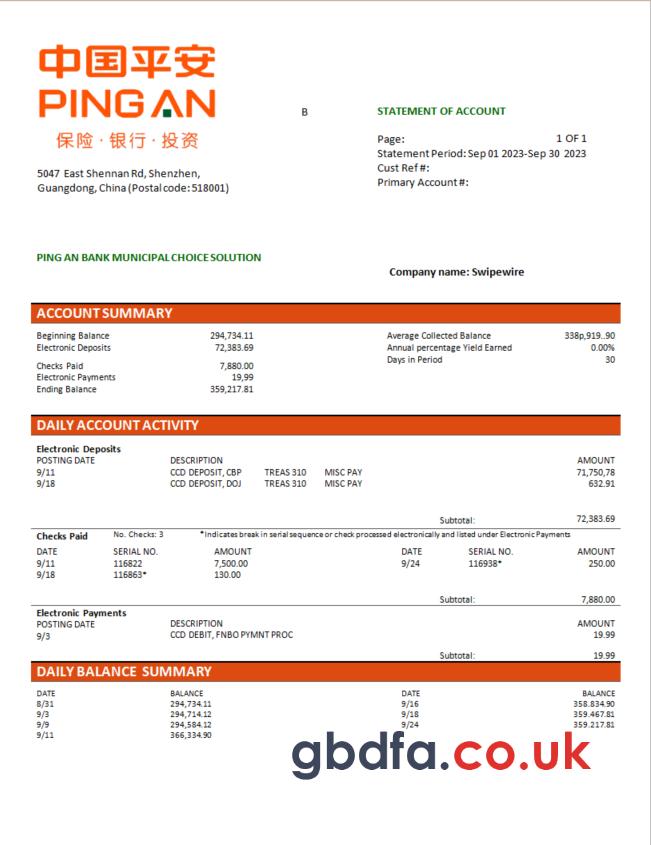 中国平安
PING AN
保险·银行·投资
5047 East Shennan Rd, Shenzhen,
Guangdong, China (Postal code: 518001)
B
STATEMENT OF ACCOUNT
Page: 1 OF 1
Statement Period: Sep 01 2023-Sep 30 2023
Cust Ref #:
Primary Account #:
PING AN BANK MUNICIPAL CHOICE SOLUTION
Company name: Swipewire
ACCOUNT SUMMARY
Beginning Balance 294,734.11 Average Collected Balance 338p,919..90
Electronic Deposits 72,383.69 Annual percentage Yield Earned 0.00%
Days in Period 30
Checks Paid 7,880.00
Electronic Payments 19,99
Ending Balance 359,217.81
DAILY ACCOUNT ACTIVITY
Electronic Deposits
POSTING DATE DESCRIPTION AMOUNT
9/11 CCD DEPOSIT, CBP TREAS 310 MISC PAY 71,750,78
9/18 CCD DEPOSIT, DOJ TREAS 310 MISC PAY 632.91
Subtotal: 72,383.69
Checks Paid No. Checks: 3 *Indicates break in serial sequence or check processed electronically and listed under Electronic Payments
DATE SERIAL NO. AMOUNT DATE SERIAL NO. AMOUNT
9/11 116822 7,500.00 9/24 116938* 250.00
9/18 116863* 130.00
Subtotal: 7,880.00
Electronic Payments
POSTING DATE DESCRIPTION AMOUNT
9/3 CCD DEBIT, FNBO PYMNT PROC 19.99
Subtotal: 19.99
DAILY BALANCE SUMMARY
DATE BALANCE DATE BALANCE
8/31 294,734,11 9/16 358.834.90
9/3 294,714.12 9/18 359.467.81
9/9 294,584.12 9/24 359.217.81
9/11 366,334.90
gbdfa.co.uk